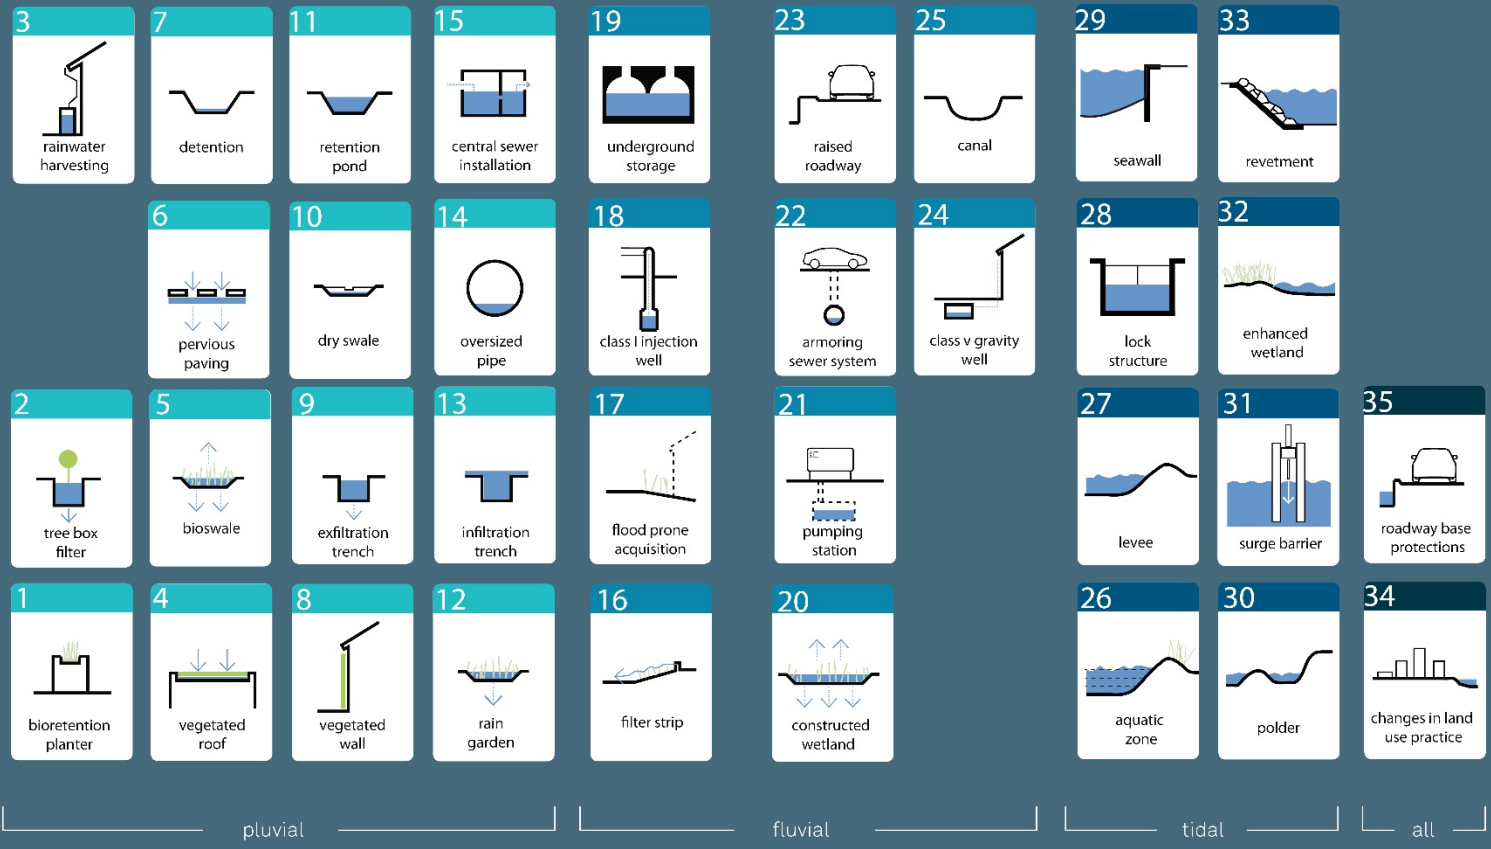 3
rainwater
harvesting
7
detention
11
retention
pond
15
central sewer
installation
19
underground
storage
23
raised
roadway
25
canal
29
seawall
33
revetment
6
pervious
paving
10
dry swale
14
oversized
pipe
18
class I injection
well
22
armoring
sewer system
24
class v gravity
well
28
lock
structure
32
enhanced
wetland
2
tree box
filter
5
bioswale
9
exfiltration
trench
13
infiltration
trench
17
flood prone
acquisition
21
pumping
station
27
levee
31
surge barrier
35
roadway base
protections
1
bioretention
planter
4
vegetated
roof
8
vegetated
wall
12
rain
garden
16
filter strip
20
constructed
wetland
26
aquatic
zone
30
polder
34
changes in land
use practice
pluvial
fluvial
tidal
all